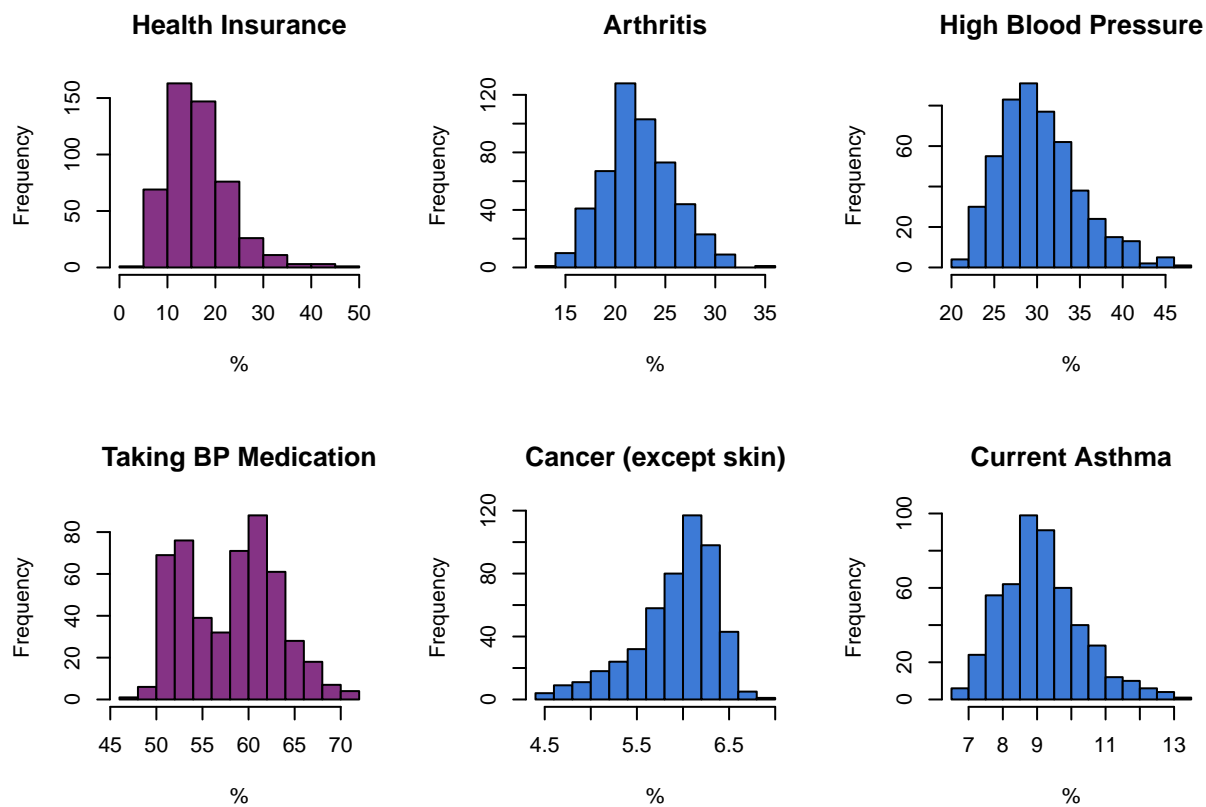 Health Insurance
Frequency
0 50 100 150
0 10 20 30 40 50
%
Arthritis
Frequency
0 40 80 120
15 20 25 30 35
%
High Blood Pressure
Frequency
0 20 60
20 25 30 35 40 45
%
Taking BP Medication
Frequency
0 20 40 60 80
45 50 55 60 65 70
%
Cancer (except skin)
Frequency
0 40 80 120
4.5 5.5 6.5
%
Current Asthma
Frequency
0 20 60 100
7 8 9 11 13
%